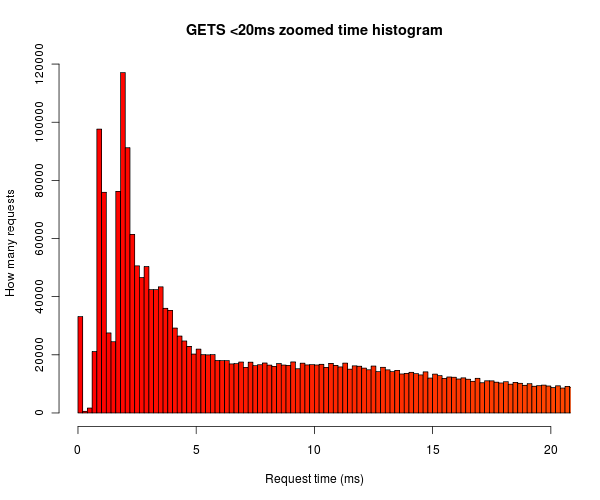 GETS <20ms zoomed time histogram
How many requests
120000
100000
80000
60000
40000
20000
0
0 5 10 15 20
Request time (ms)